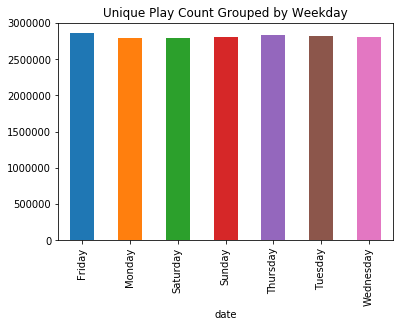 Unique Play Count Grouped by Weekday
3000000
2500000
2000000
1500000
1000000
500000
0
Friday
Monday
Saturday
Sunday
Thursday
Tuesday
Wednesday
date